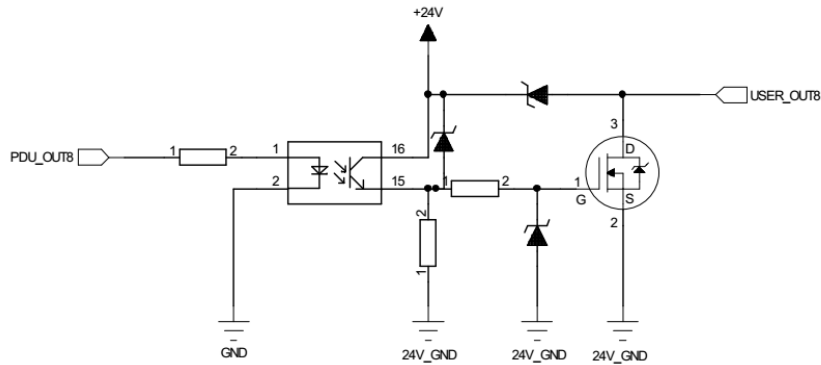 +24V
USER_OUT8
3
D
PDU_OUT8
1 2
1
16
2
15
1 2
1
G
S
2
2
1
GND
24V_GND
24V_GND
24V_GND